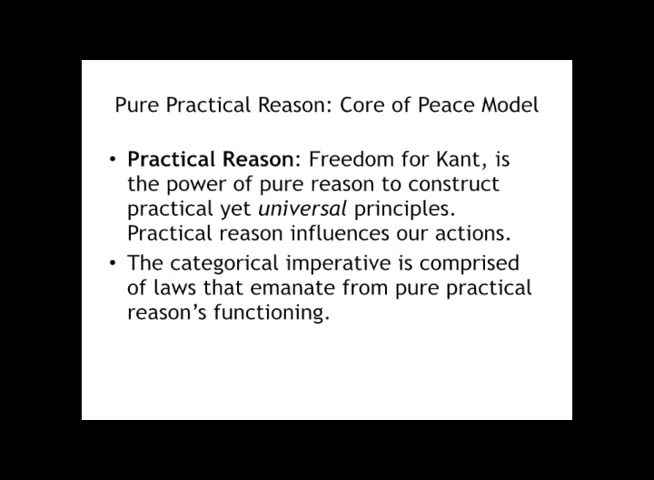 Pure Practical Reason: Core of Peace Model
• Practical Reason: Freedom for Kant, is
the power of pure reason to construct
practical yet universal principles.
Practical reason influences our actions.
• The categorical imperative is comprised
of laws that emanate from pure practical
reason’s functioning.